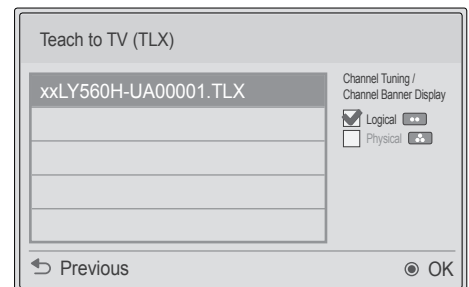 Teach to TV (TLX)
xxLY560H-UA00001.TLX
Channel Tuning /
Channel Banner Display
Logical
Physical
Previous
OK